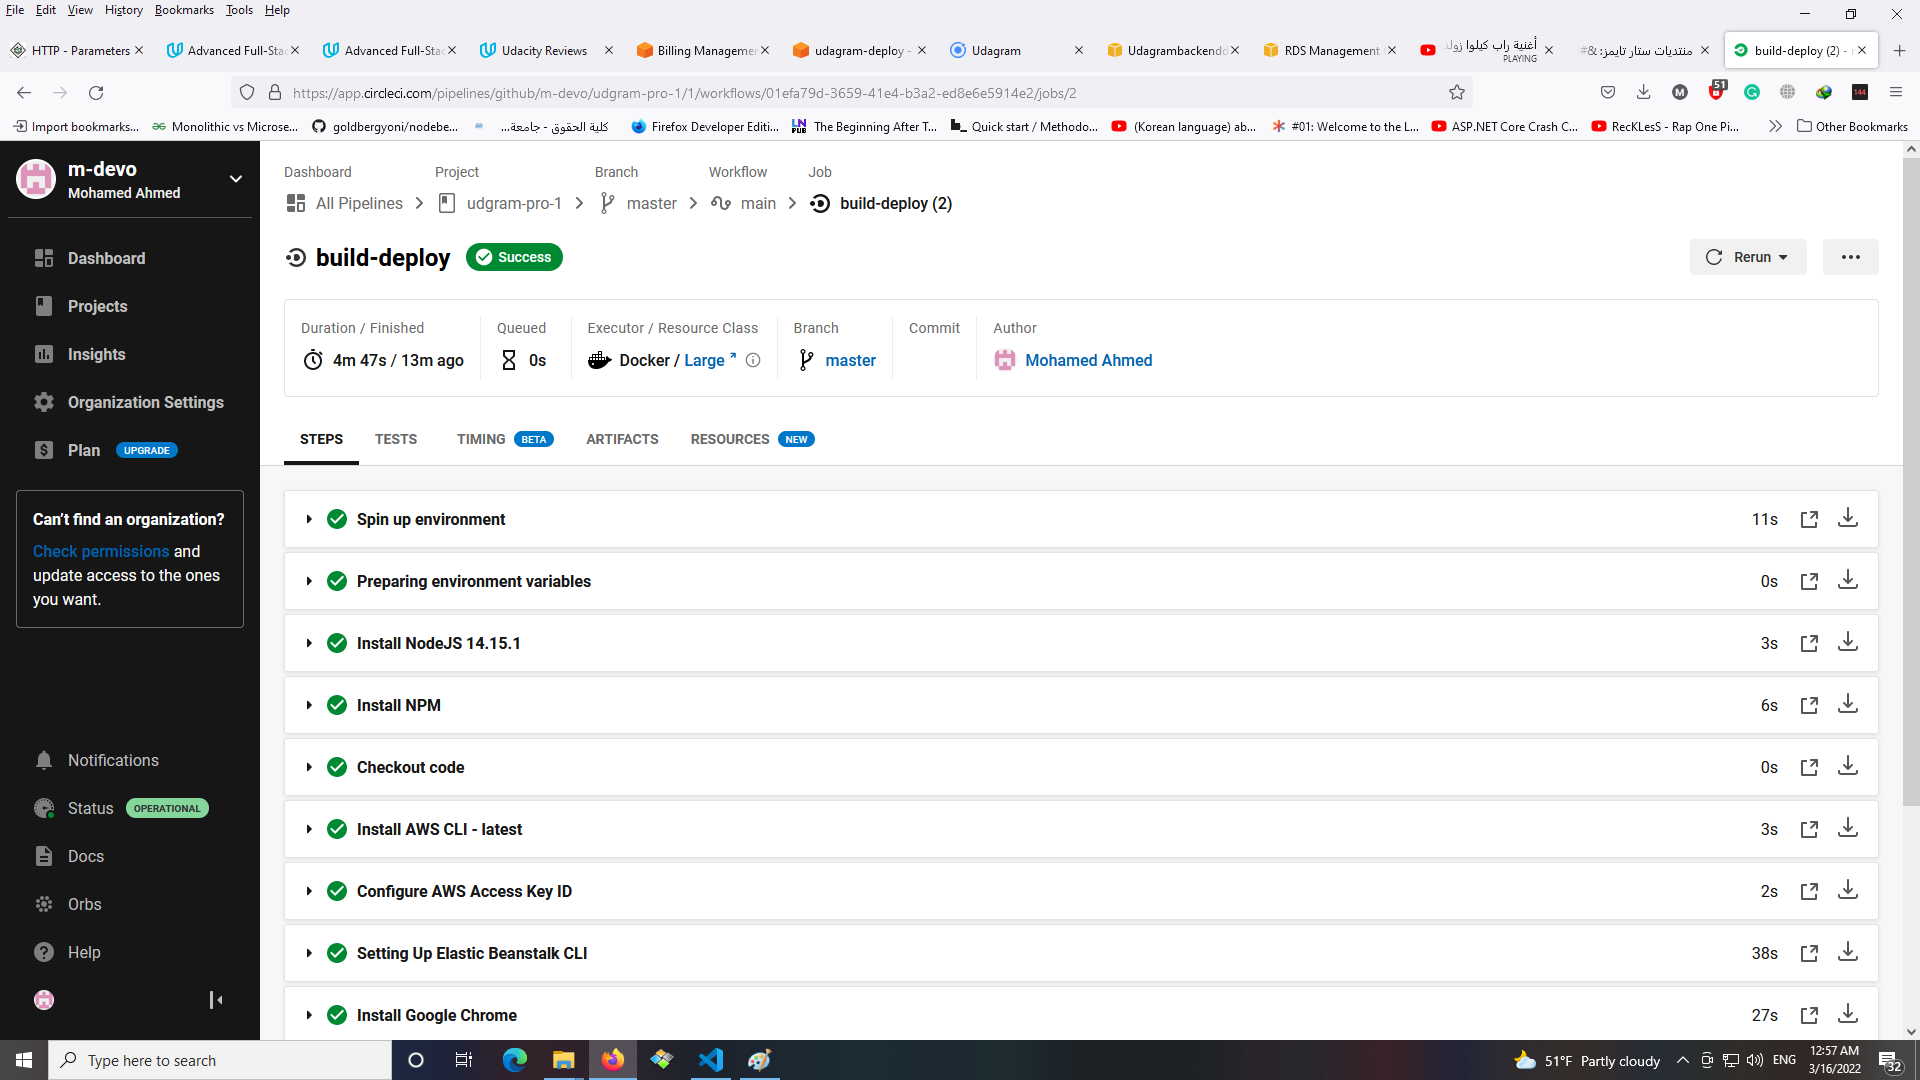 File Edit View History Bookmarks Tools Help
HTTP - Parameters
Advanced Full-Stac
Advanced Full-Stac
Udacity Reviews
Billing Managemen
udagram-deploy -
Udagram
Udagrambackendd
RDS Management
أغنية راب كيلوا زولد
PLAYING
منتديات ستار تايمز: &#
build-deploy (2) -
https://app.circleci.com/pipelines/github/m-devo/udgram-pro-1/1/workflows/01efa79d-3659-41e4-b3a2-ed8e6e5914e2/jobs/2
51
144
Import bookmarks...
Monolithic vs Microse...
goldbergyoni/nodebe...
كلية الحقوق - جامعة...
Firefox Developer Editi...
The Beginning After T...
Quick start / Methodo...
(Korean language) ab...
#01: Welcome to the L...
ASP.NET Core Crash C...
RecKLesS - Rap One Pi...
Other Bookmarks
m-devo
Mohamed Ahmed
Dashboard
Projects
Insights
Organization Settings
Plan UPGRADE
Can't find an organization?
Check permissions and
update access to the ones
you want.
Notifications
Status OPERATIONAL
Docs
Orbs
Help
Dashboard Project Branch Workflow Job
All Pipelines udgram-pro-1 master main build-deploy (2)
build-deploy Success
Rerun
Duration / Finished Queued Executor / Resource Class Branch Commit Author
4m 47s / 13m ago 0s Docker / Large master Mohamed Ahmed
STEPS TESTS TIMING BETA ARTIFACTS RESOURCES NEW
Spin up environment 11s
Preparing environment variables 0s
Install NodeJS 14.15.1 3s
Install NPM 6s
Checkout code 0s
Install AWS CLI - latest 3s
Configure AWS Access Key ID 2s
Setting Up Elastic Beanstalk CLI 38s
Install Google Chrome 27s
Type here to search
51°F Partly cloudy
ENG
12:57 AM
3/16/2022
32